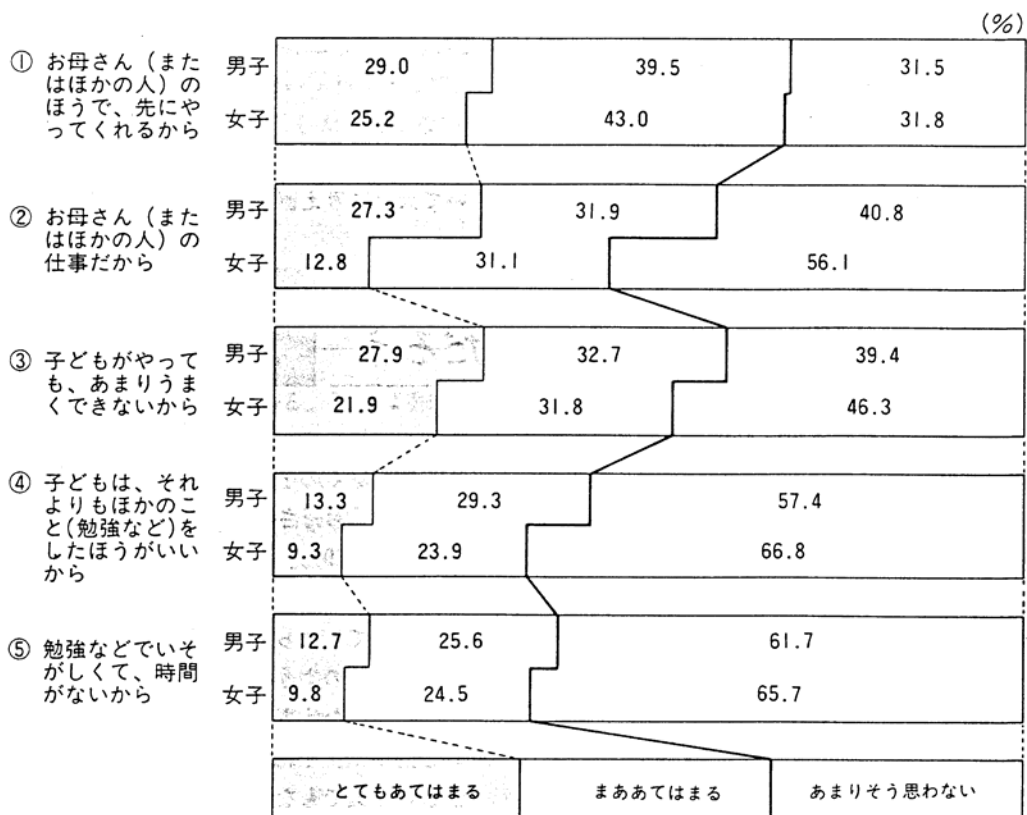 (%)
① お母さん（また
はほかの人）の
ほうで、先にや
ってくれるから
男子 29.0 39.5 31.5
女子 25.2 43.0 31.8
② お母さん（また
はほかの人）の
仕事だから
男子 27.3 31.9 40.8
女子 12.8 31.1 56.1
③ 子どもがやって
も、あまりうま
くできないから
男子 27.9 32.7 39.4
女子 21.9 31.8 46.3
④ 子どもは、それ
よりもほかのこ
と(勉強など)を
したほうがいい
から
男子 13.3 29.3 57.4
女子 9.3 23.9 66.8
⑤ 勉強などでいそ
がしくて、時間
がないから
男子 12.7 25.6 61.7
女子 9.8 24.5 65.7
とてもあてはまる まああてはまる あまりそう思わない